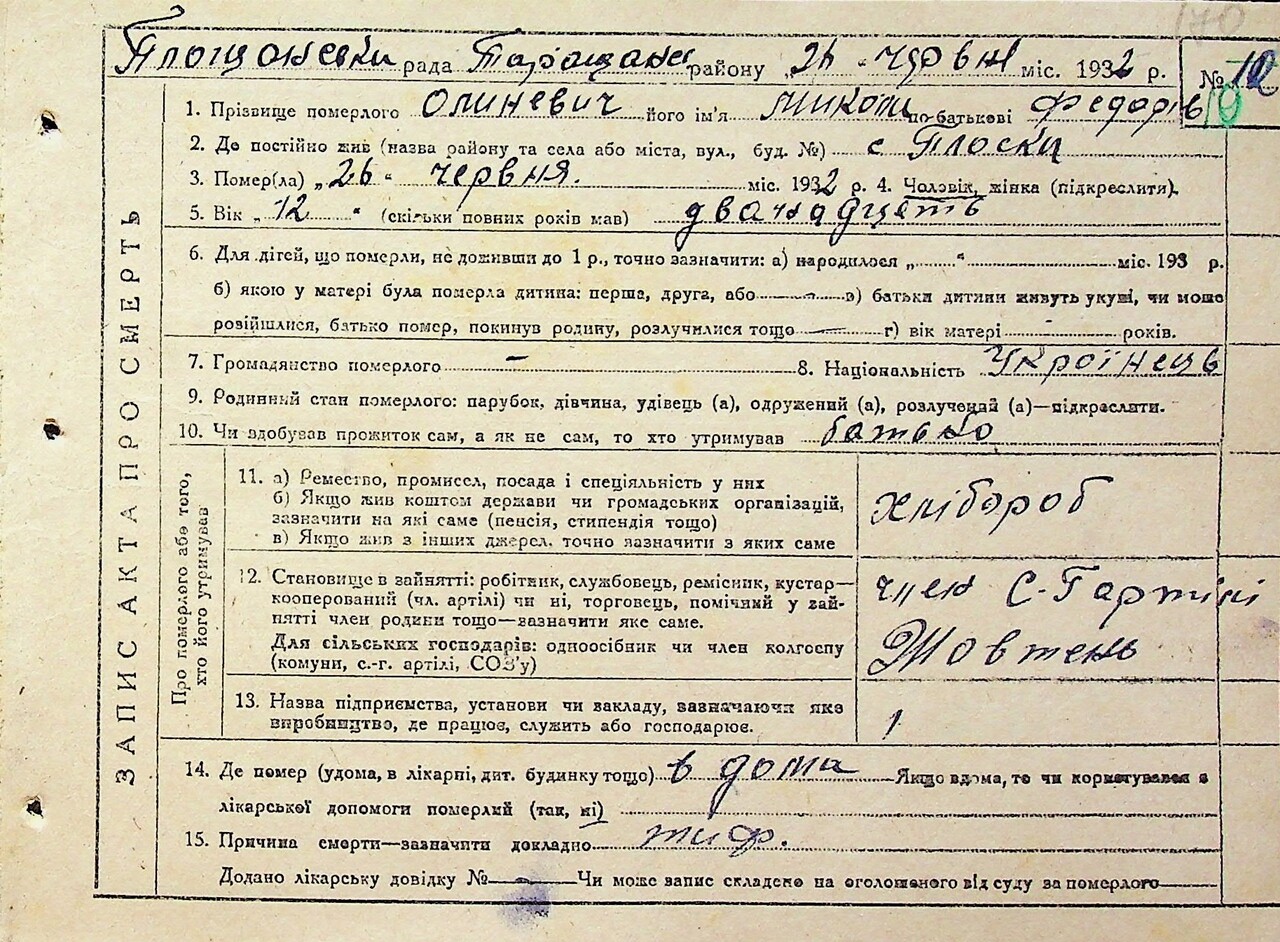 170
Площансека рада Таращанс району „26“ червня міс. 1932 р. № 10
10
1. Прізвище померлого Олиневич його ім'я Микола по батькові Федорів
2. Де постійно жив (назва району та села або міста, вул., буд. №) с Плоска
3. Помер(ла) „26“ червня. міс. 1932 р. 4. Чоловік, жінка (підкреслити).
5. Вік „12“ (скільки повних років мав) дванадцеть
6. Для дітей, що померли, не доживши до 1 р., точно зазначити: а) народилося „ “ міс. 193 р.
б) якою у матері була померла дитина: перша, друга, або — в) батьки дитини живуть укупі, чи може
розійшлися, батько помер, покинув родину, розлучилися тощо — г) вік матері - років.
7. Громадянство померлого — 8. Національність Українець
9. Родинний стан померлого: парубок, дівчина, удівець (а), одружений (а), розлучений (а)—підкреслити.
10. Чи здобував прожиток сам, а як не сам, то хто утримував батько
ЗАПИС АКТА ПРО СМЕРТЬ
Про померлого або того,
хто його утримував
11. а) Ремество, промисел, посада і спеціяльність у них
б) Якщо жив коштом держави чи громадських організацій,
зазначити на які саме (пенсія, стипендія тощо)
в) Якщо жив з інших джерел, точно зазначити з яких саме
хлібороб
12. Становище в зайнятті: робітник, службовець, ремісник, кустар—
кооперований (чл. артілі) чи ні, торговець, помічний у зай-
нятті член родини тощо—зазначити яке саме.
Для сільських господарів: одноосібник чи член колгоспу
(комуни, с.-г. артілі, СОЗ'у)
член С-Гартілі
Жовтень
13. Назва підприємства, установи чи закладу, зазначаючи яке
виробництво, де працює, служить або господарює.
14. Де помер (удома, в лікарні, дит. будинку тощо) в дома Якщо вдома, то чи користувався з
лікарської допомоги померлий (так, ні)
15. Причина смерти—зазначити докладно тиф.
Додано лікарську довідку № — Чи може запис складено на оголошеного від суду за померлого